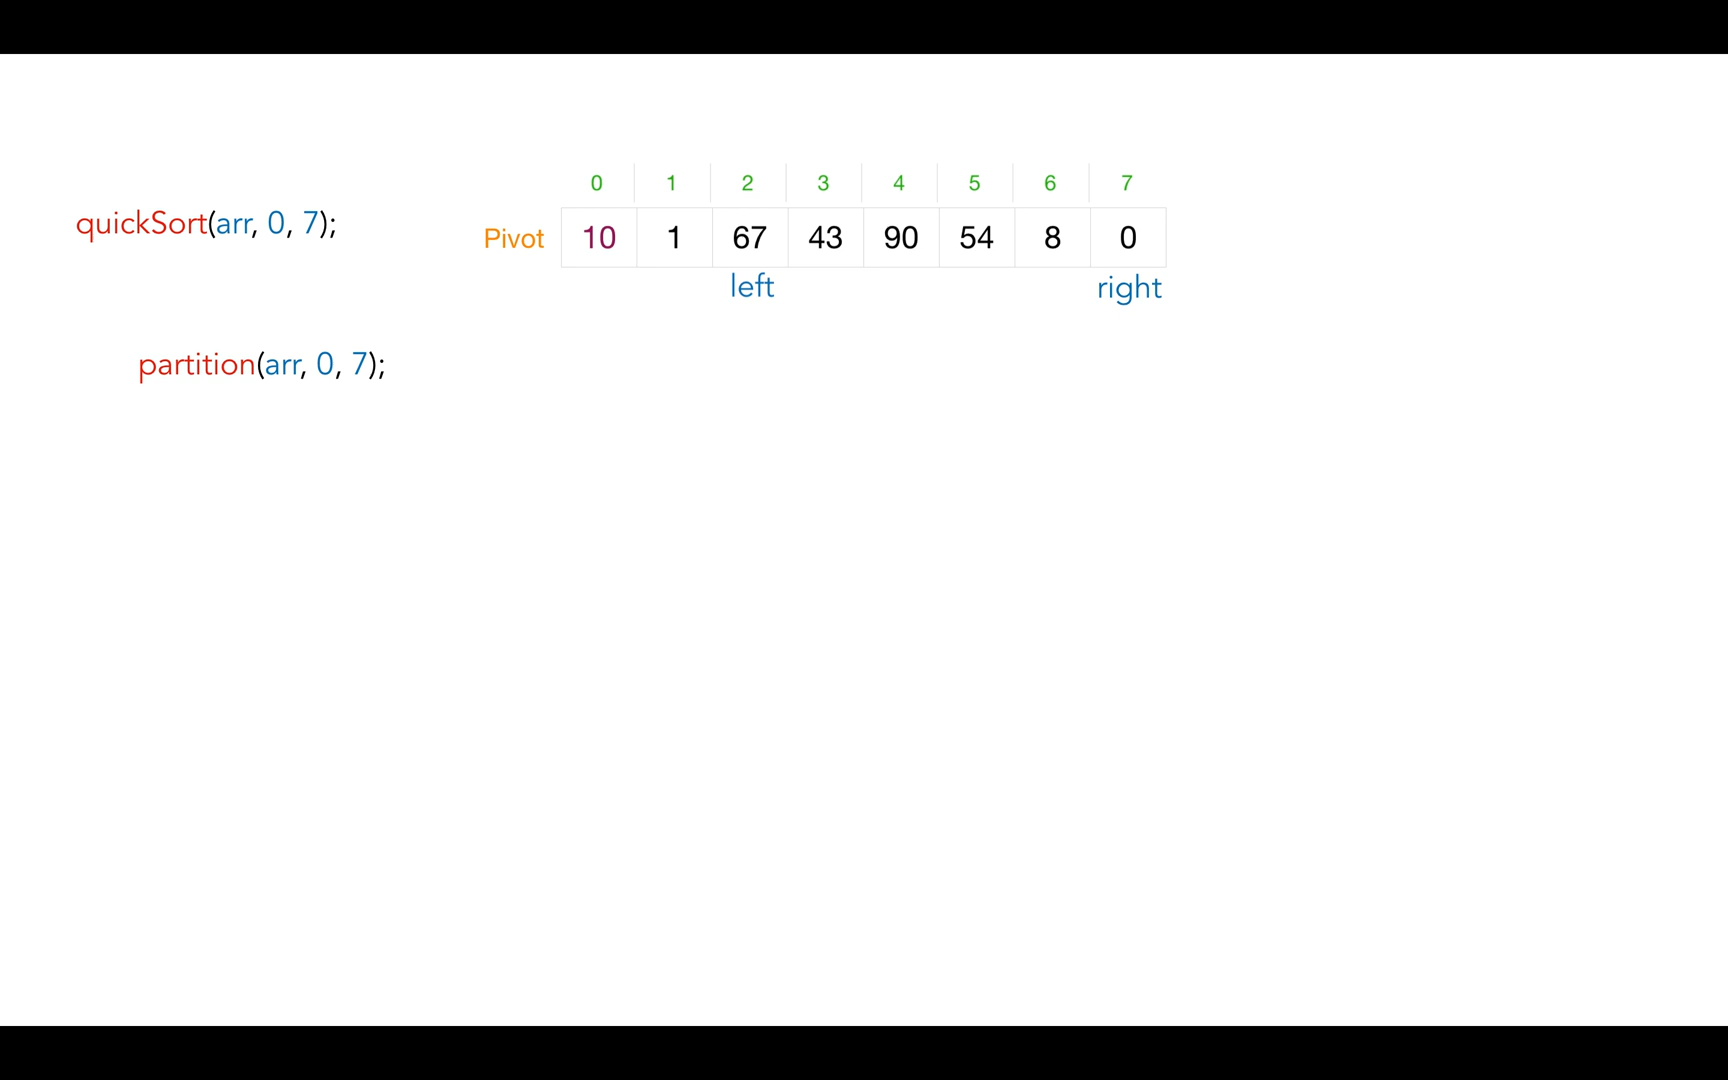 0 1 2 3 4 5 6 7
quickSort(arr, 0, 7);
Pivot 10 1 67 43 90 54 8 0
left right
partition(arr, 0, 7);